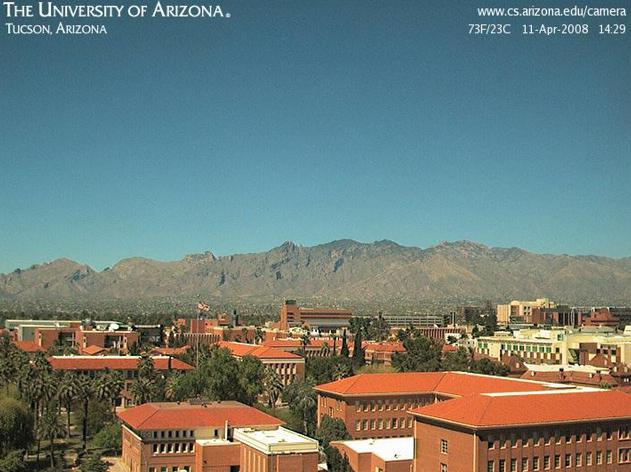 THE UNIVERSITY OF ARIZONA®
TUCSON, ARIZONA
www.cs.arizona.edu/camera
73F/23C 11-Apr-2008 14:29